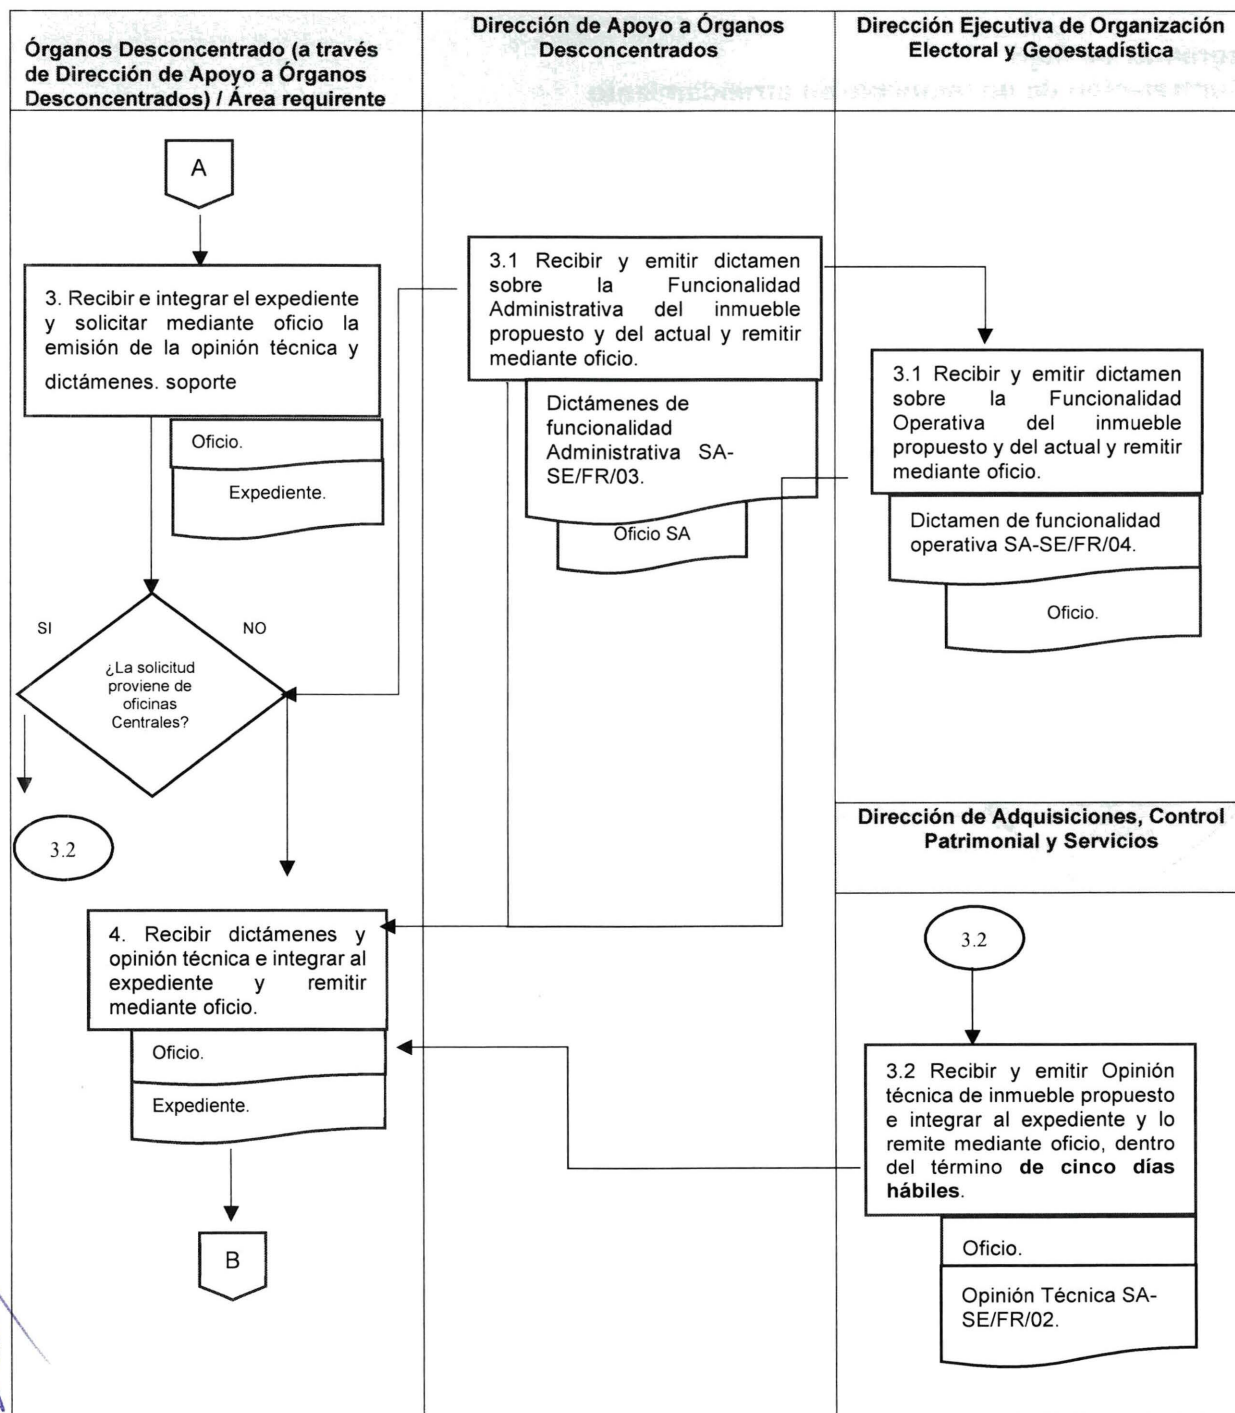 Órganos Desconcentrado (a través
de Dirección de Apoyo a Órganos
Desconcentrados) / Área requirente
Dirección de Apoyo a Órganos
Desconcentrados
Dirección Ejecutiva de Organización
Electoral y Geoestadística
A
3. Recibir e integrar el expediente
y solicitar mediante oficio la
emisión de la opinión técnica y
dictámenes. soporte
Oficio.
Expediente.
SI
NO
¿La solicitud
proviene de
oficinas
Centrales?
3.2
4. Recibir dictámenes y
opinión técnica e integrar al
expediente y remitir
mediante oficio.
Oficio.
Expediente.
B
3.1 Recibir y emitir dictamen
sobre la Funcionalidad
Administrativa del inmueble
propuesto y del actual y remitir
mediante oficio.
Dictámenes de
funcionalidad
Administrativa SA-
SE/FR/03.
Oficio SA
3.1 Recibir y emitir dictamen
sobre la Funcionalidad
Operativa del inmueble
propuesto y del actual y remitir
mediante oficio.
Dictamen de funcionalidad
operativa SA-SE/FR/04.
Oficio.
Dirección de Adquisiciones, Control
Patrimonial y Servicios
3.2
3.2 Recibir y emitir Opinión
técnica de inmueble propuesto
e integrar al expediente y lo
remite mediante oficio, dentro
del término de cinco días
hábiles.
Oficio.
Opinión Técnica SA-
SE/FR/02.